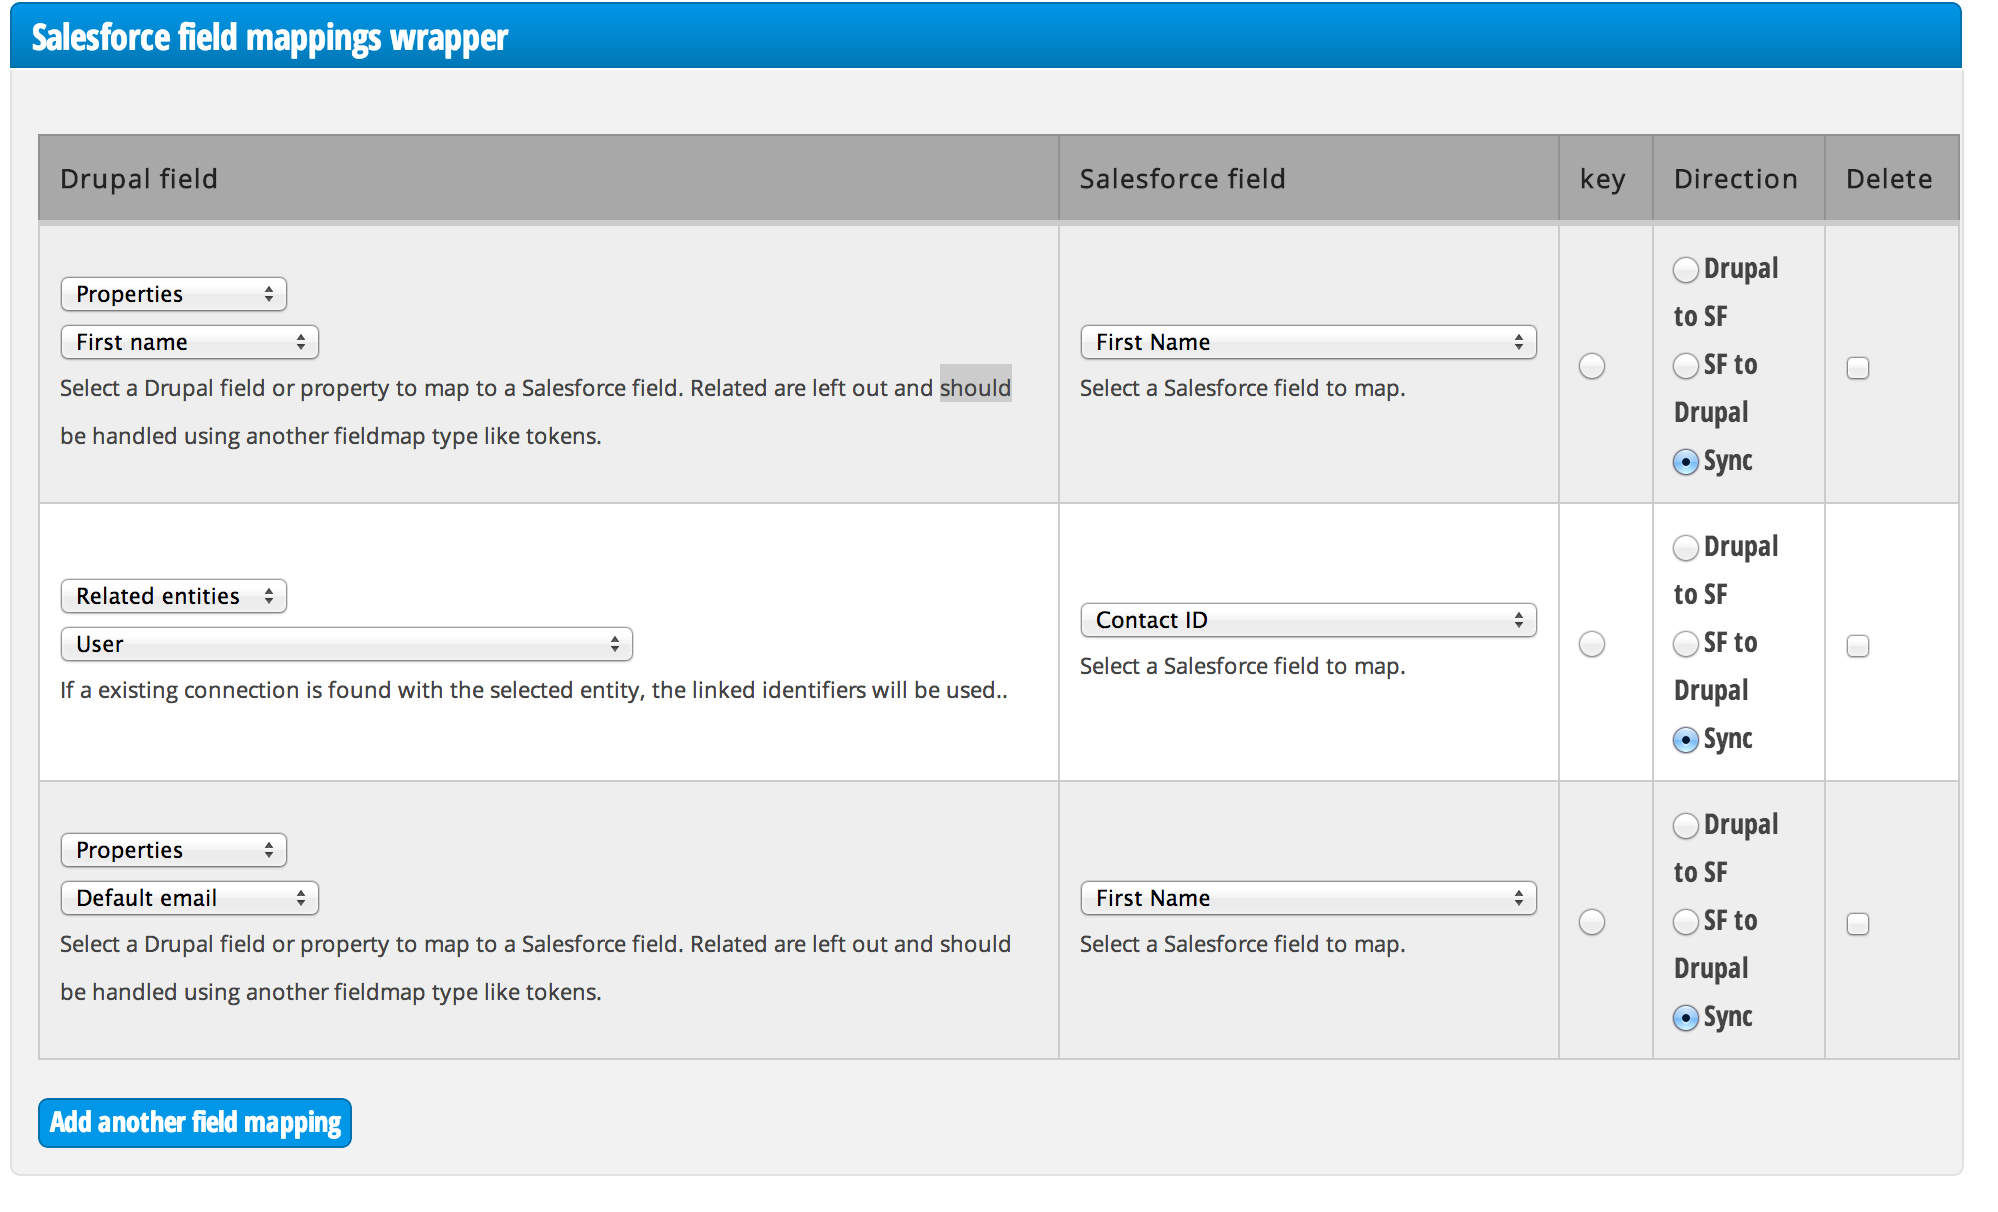 Salesforce field mappings wrapper
Drupal field
Salesforce field
key
Direction
Delete
Properties
First name
Select a Drupal field or property to map to a Salesforce field. Related are left out and should
be handled using another fieldmap type like tokens.
First Name
Select a Salesforce field to map.
Drupal
to SF
SF to
Drupal
Sync
Related entities
User
If a existing connection is found with the selected entity, the linked identifiers will be used..
Contact ID
Select a Salesforce field to map.
Drupal
to SF
SF to
Drupal
Sync
Properties
Default email
Select a Drupal field or property to map to a Salesforce field. Related are left out and should
be handled using another fieldmap type like tokens.
First Name
Select a Salesforce field to map.
Drupal
to SF
SF to
Drupal
Sync
Add another field mapping